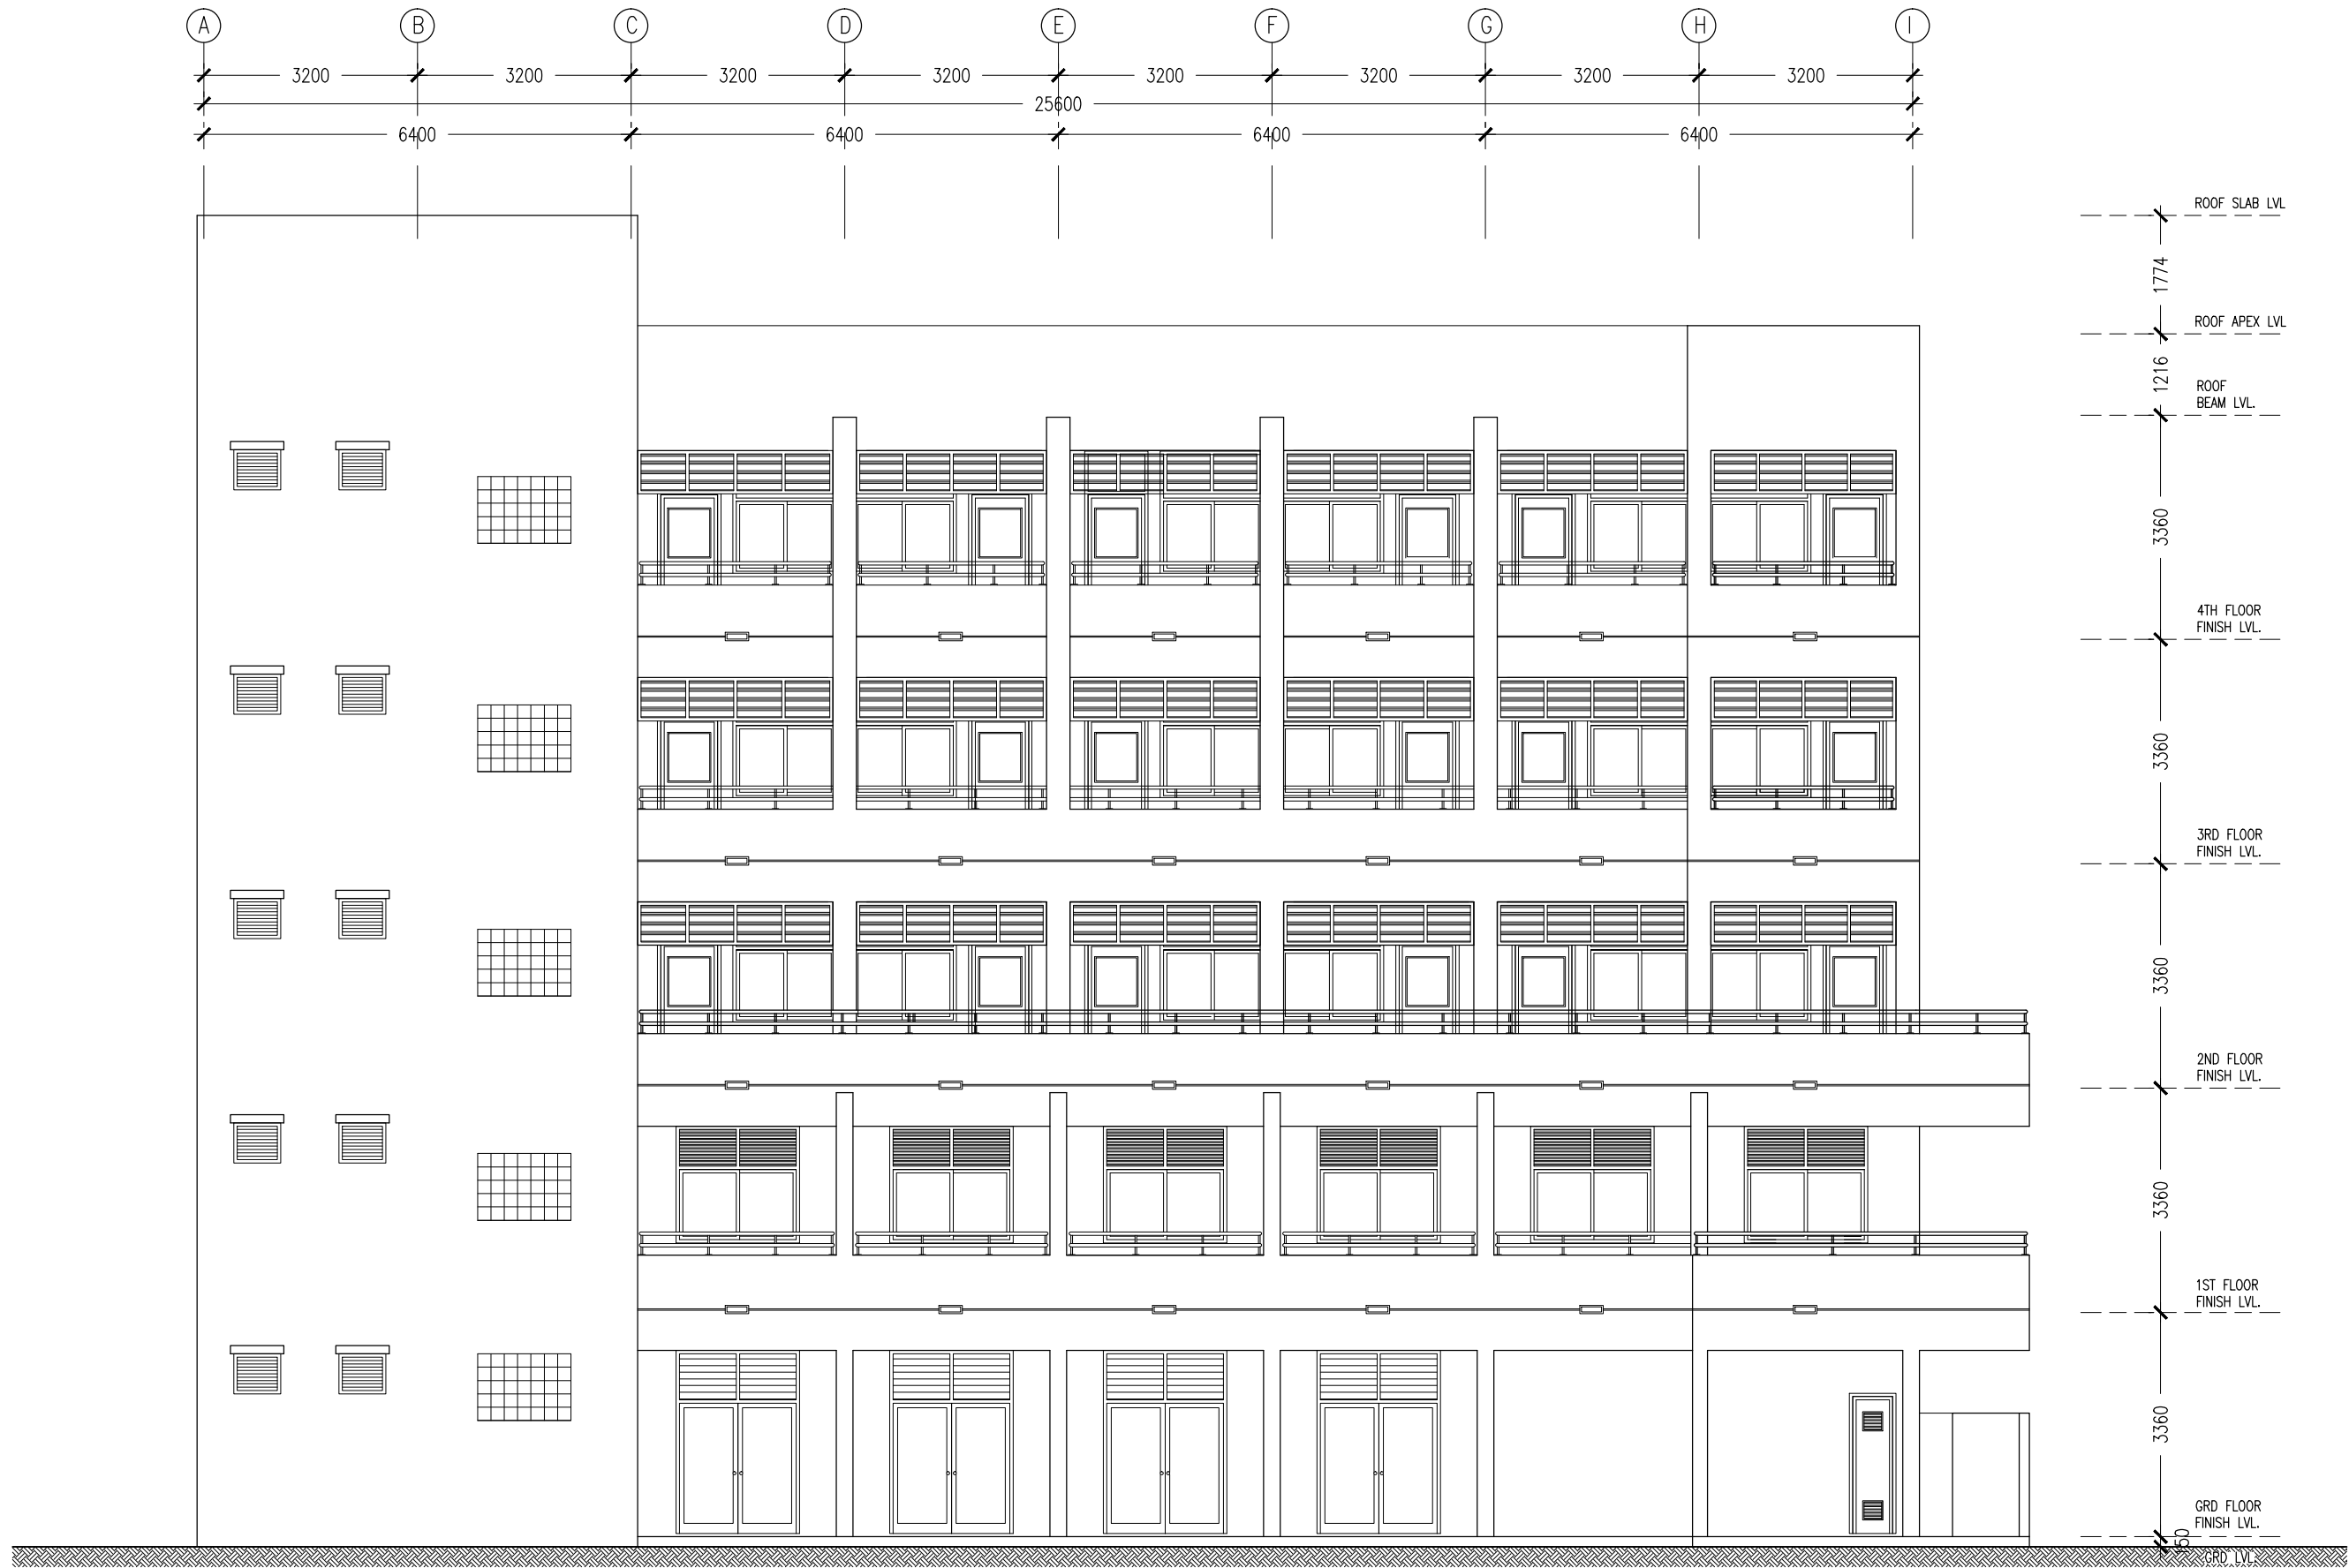 A B C D E F G H I
3200 3200 3200 3200 3200 3200 3200 3200
25600
6400 6400 6400 6400
ROOF SLAB LVL
1774
ROOF APEX LVL
1216
ROOF
BEAM LVL.
3360
4TH FLOOR
FINISH LVL.
3360
3RD FLOOR
FINISH LVL.
3360
2ND FLOOR
FINISH LVL.
3360
1ST FLOOR
FINISH LVL.
3360
GRD FLOOR
FINISH LVL.
150
GRD LVL.